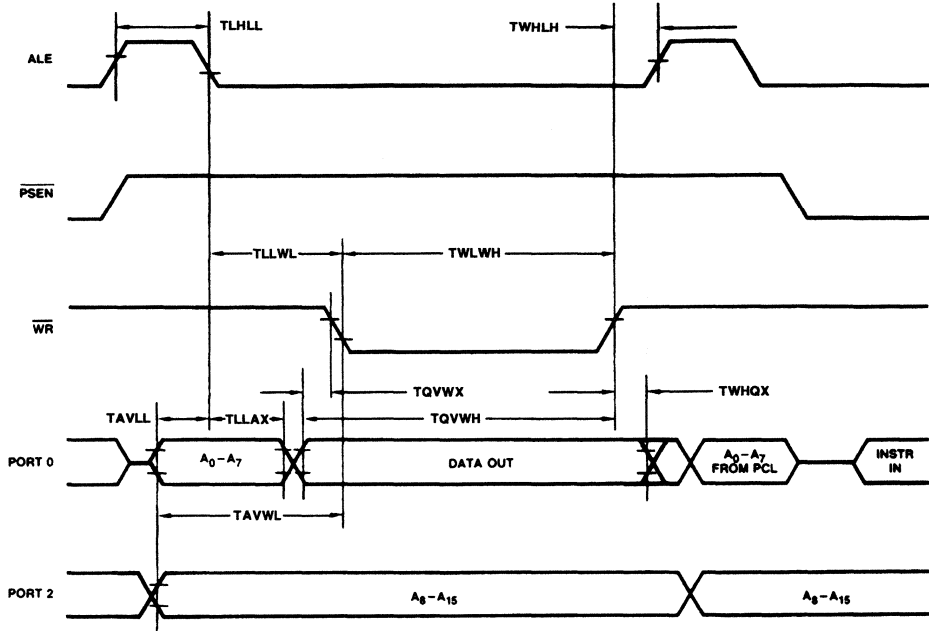 TLHLL
TWHLH
ALE
PSEN
TLLWL
TWLWH
WR
TQVWX
TWHQX
TAVLL
TLLAX
TQVWH
PORT 0
A₀–A₇
DATA OUT
A₀–A₇
FROM PCL
INSTR
IN
TAVWL
PORT 2
A₈–A₁₅
A₈–A₁₅